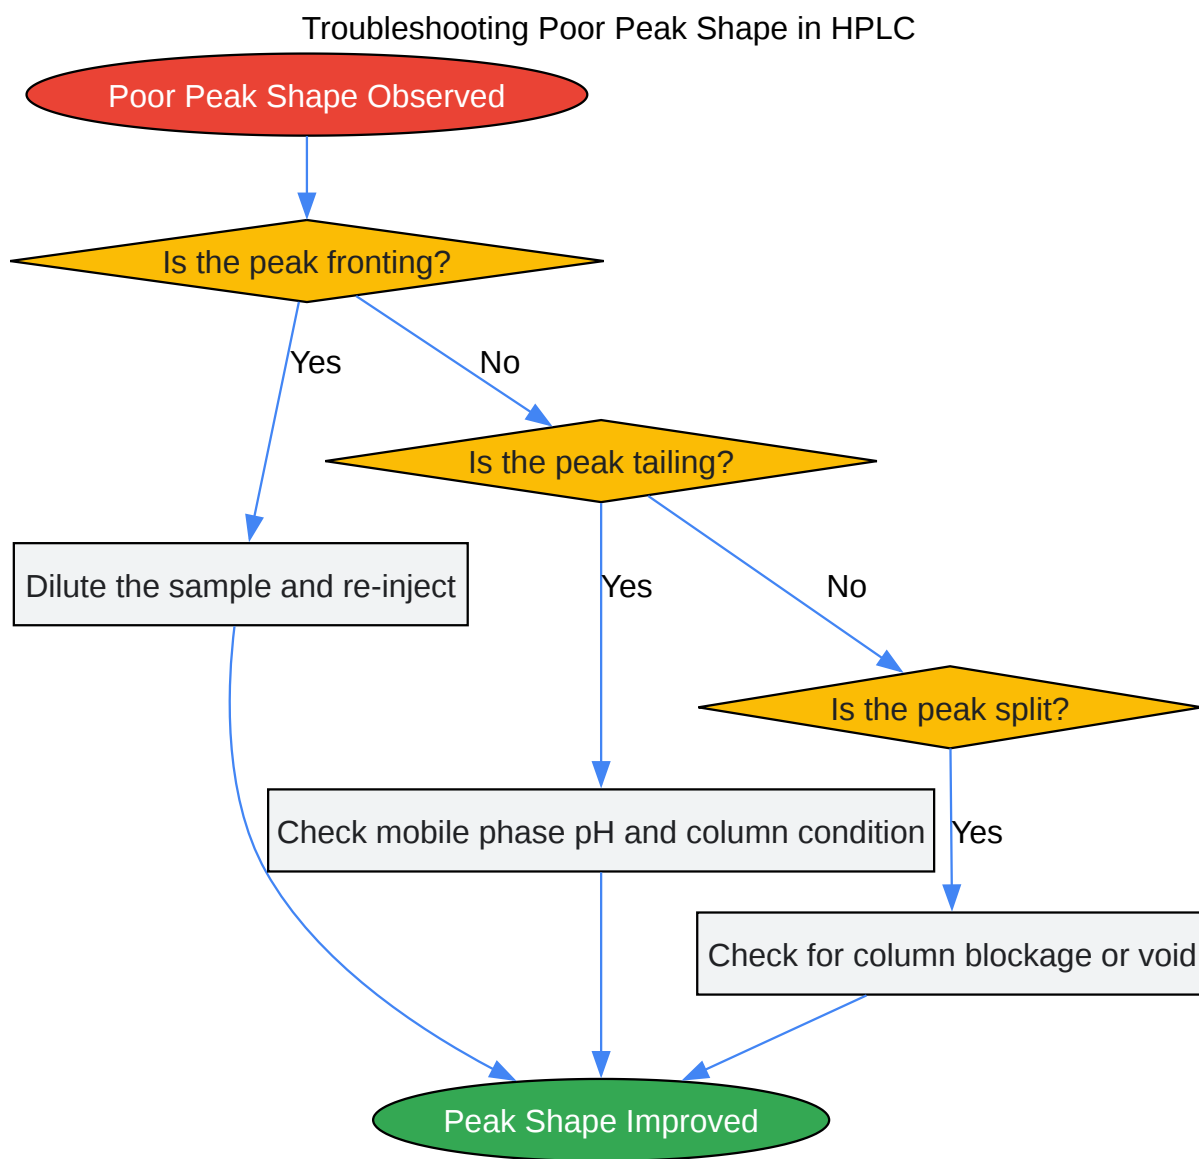 Troubleshooting Poor Peak Shape in HPLC
Poor Peak Shape Observed
Is the peak fronting?
Yes
No
Is the peak tailing?
Dilute the sample and re-inject
Yes
No
Is the peak split?
Check mobile phase pH and column condition
Yes
Check for column blockage or void
Peak Shape Improved